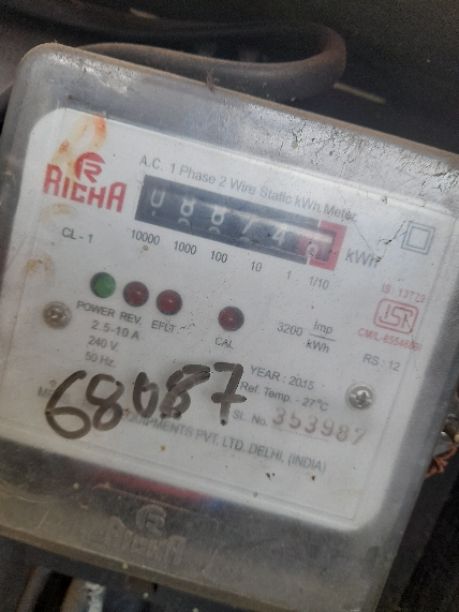 RICHA
A.C. 1 Phase 2 Wire Static kWh Meter
kWh
CL-1 10000 1000 100 10 1 1/10
POWER REV. EFLT CAL
3200 imp/kWh
IS : 13779
ISI
RS : 12
2.5-10 A
240 V
50 Hz.
YEAR : 2015
Ref. Temp. - 27°C
SL. No. 353987
PVT. LTD. DELHI, (INDIA)
RICHA